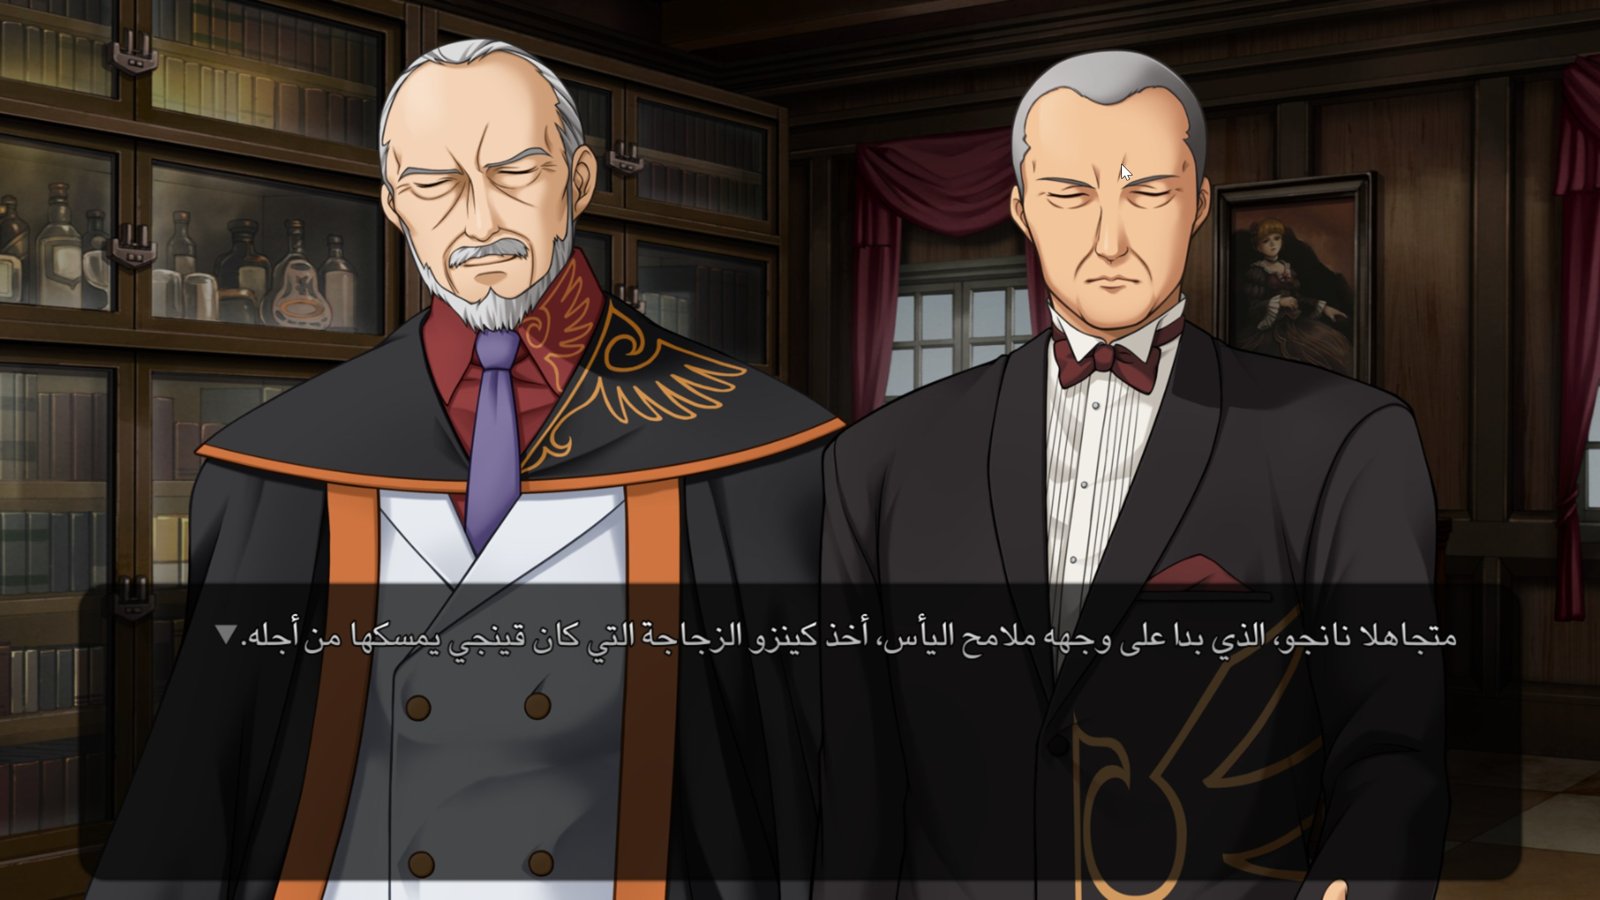 متجاهلا نانجو، الذي بدا على وجهه ملامح اليأس، أخذ كينزو الزجاجة التي كان قينجي يمسكها من أجله.